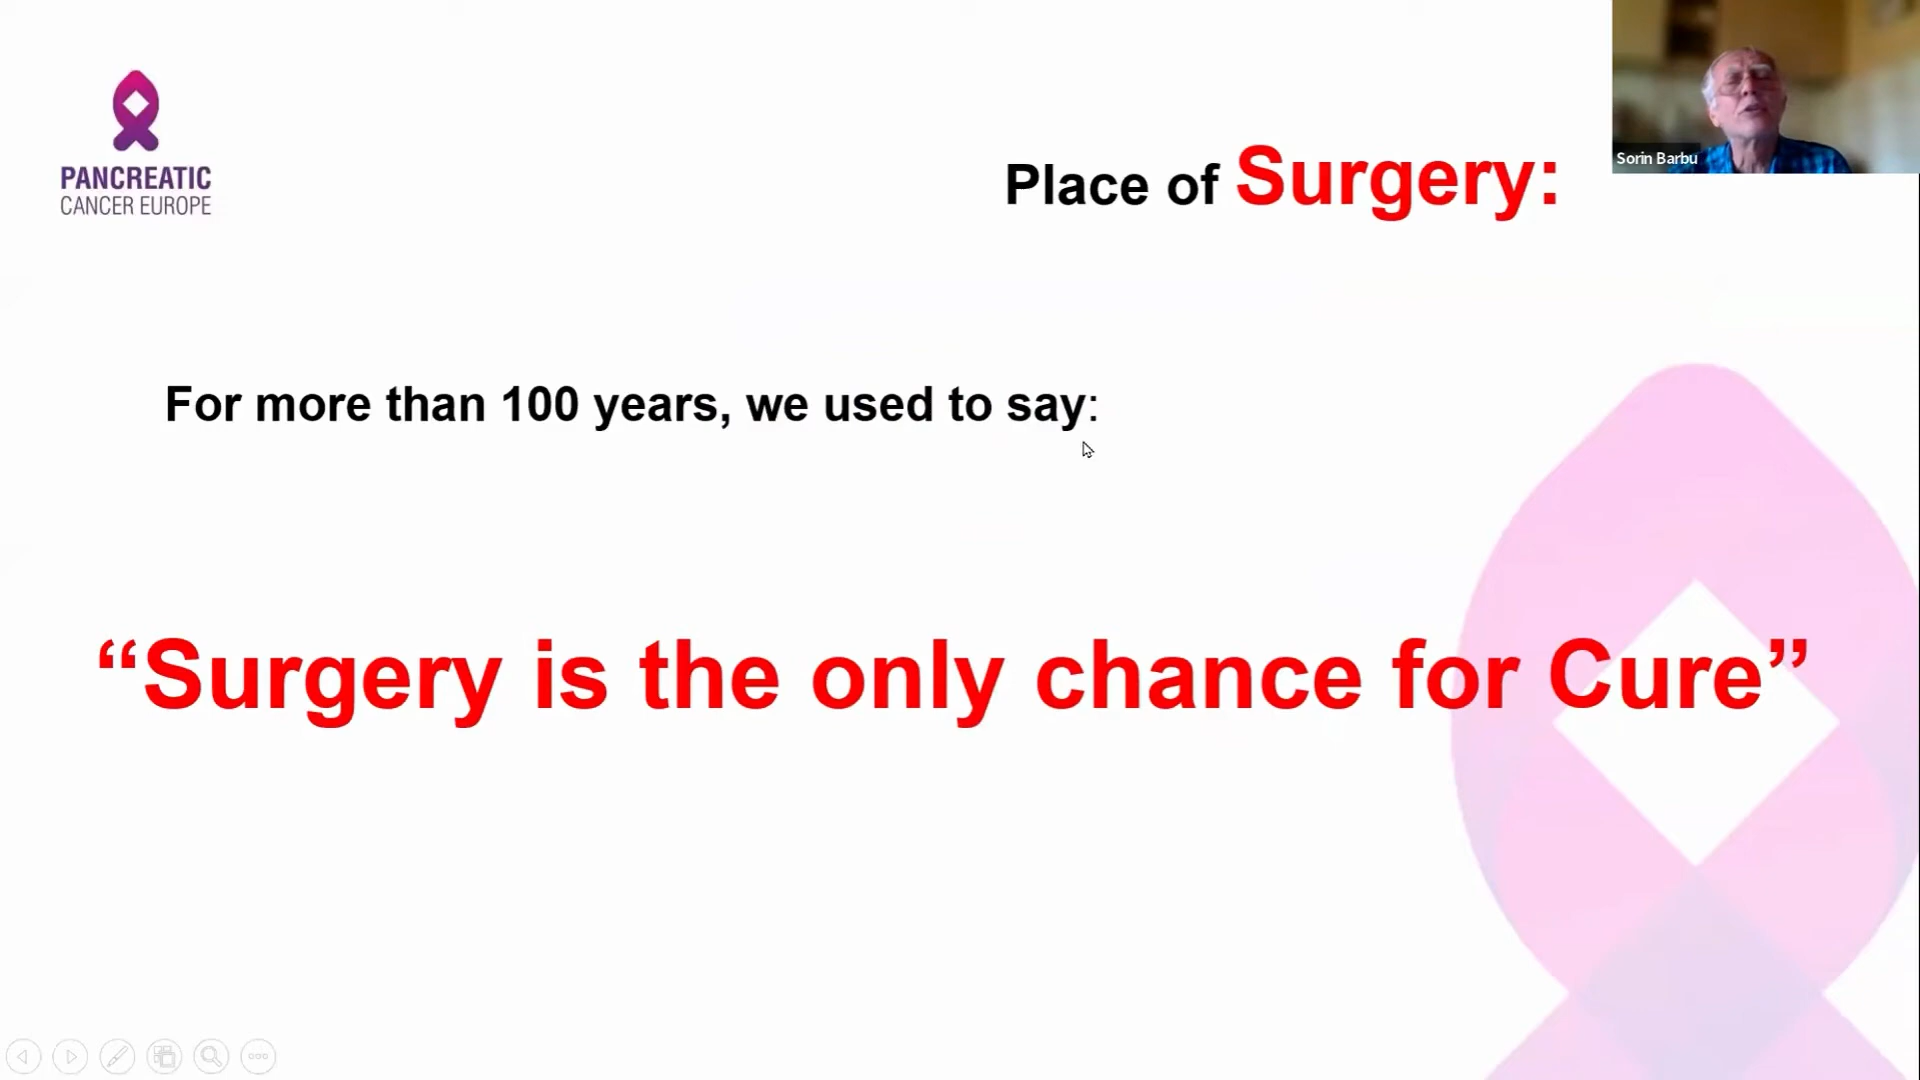 PANCREATIC
CANCER EUROPE
Place of Surgery:
Sorin Barbu
For more than 100 years, we used to say:
“Surgery is the only chance for Cure”